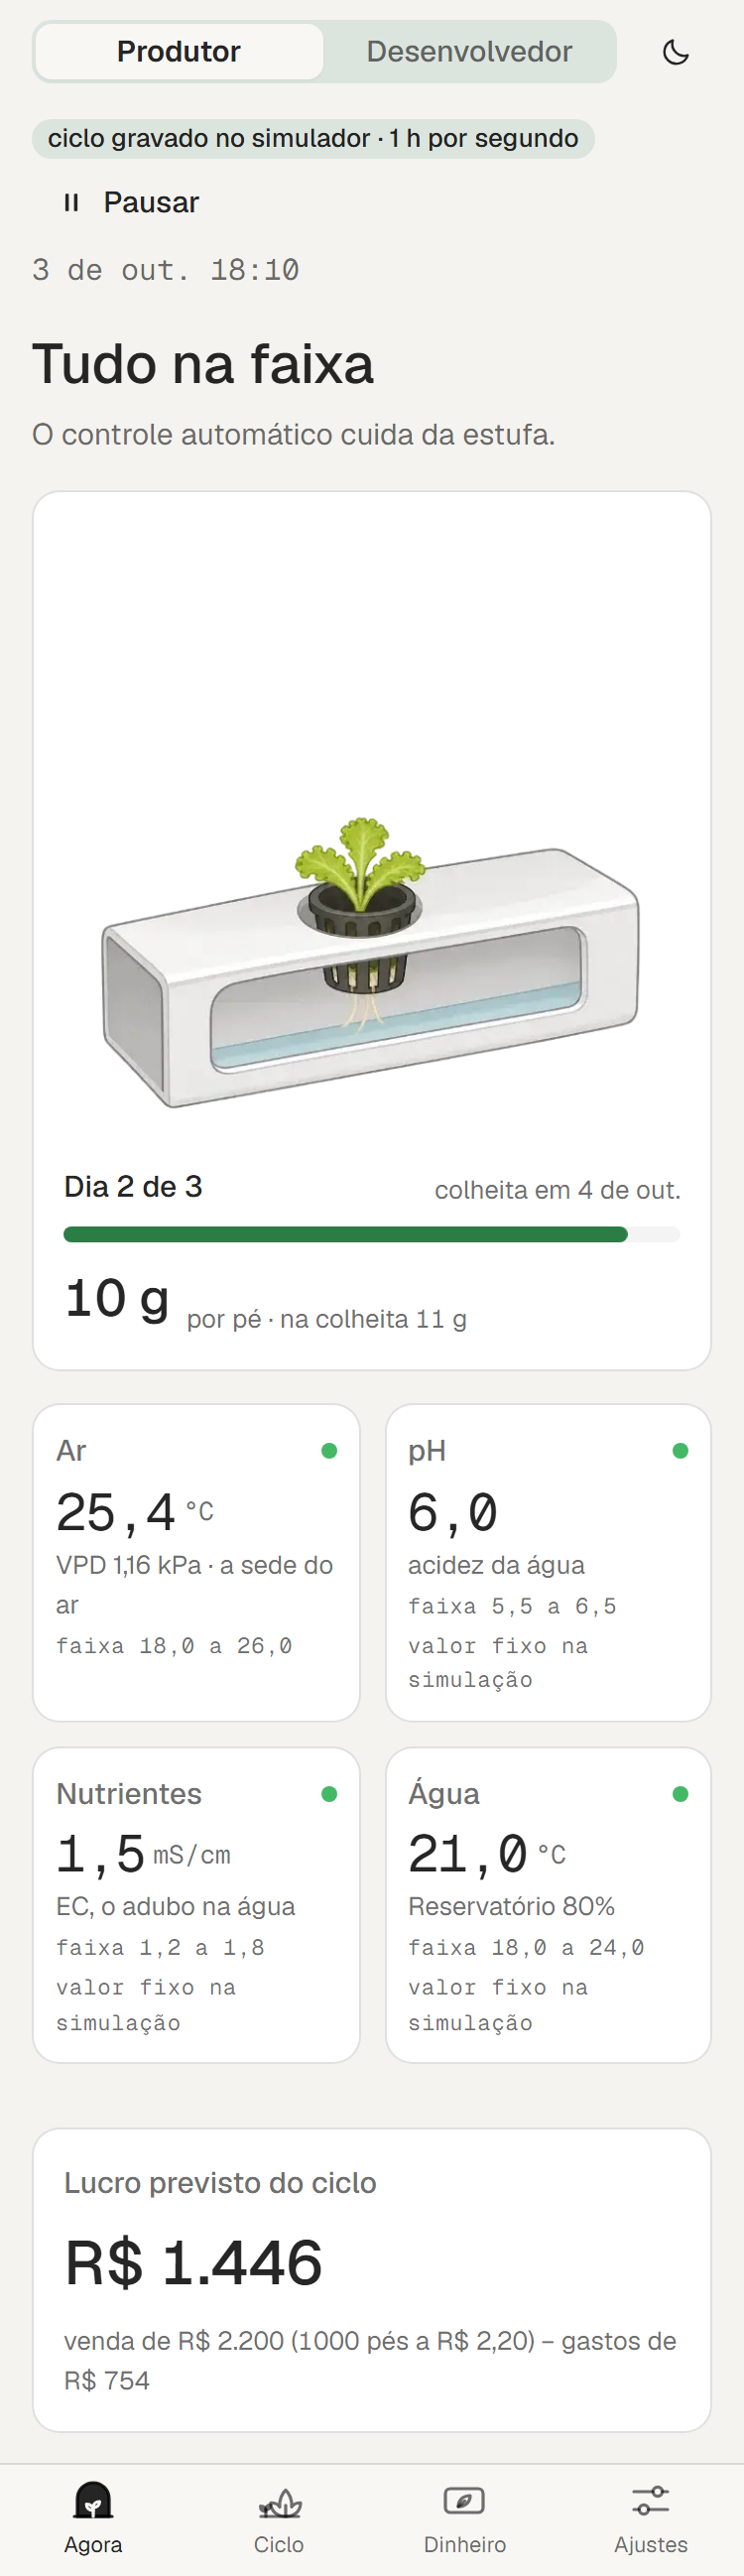 Produtor
Desenvolvedor
ciclo gravado no simulador · 1 h por segundo
Pausar
3 de out. 18:10
Tudo na faixa
O controle automático cuida da estufa.
Dia 2 de 3
colheita em 4 de out.
10 g por pé · na colheita 11 g
Ar
25,4 °C
VPD 1,16 kPa · a sede do
ar
faixa 18,0 a 26,0
pH
6,0
acidez da água
faixa 5,5 a 6,5
valor fixo na
simulação
Nutrientes
1,5 mS/cm
EC, o adubo na água
faixa 1,2 a 1,8
valor fixo na
simulação
Água
21,0 °C
Reservatório 80%
faixa 18,0 a 24,0
valor fixo na
simulação
Lucro previsto do ciclo
R$ 1.446
venda de R$ 2.200 (1000 pés a R$ 2,20) – gastos de
R$ 754
Agora
Ciclo
Dinheiro
Ajustes